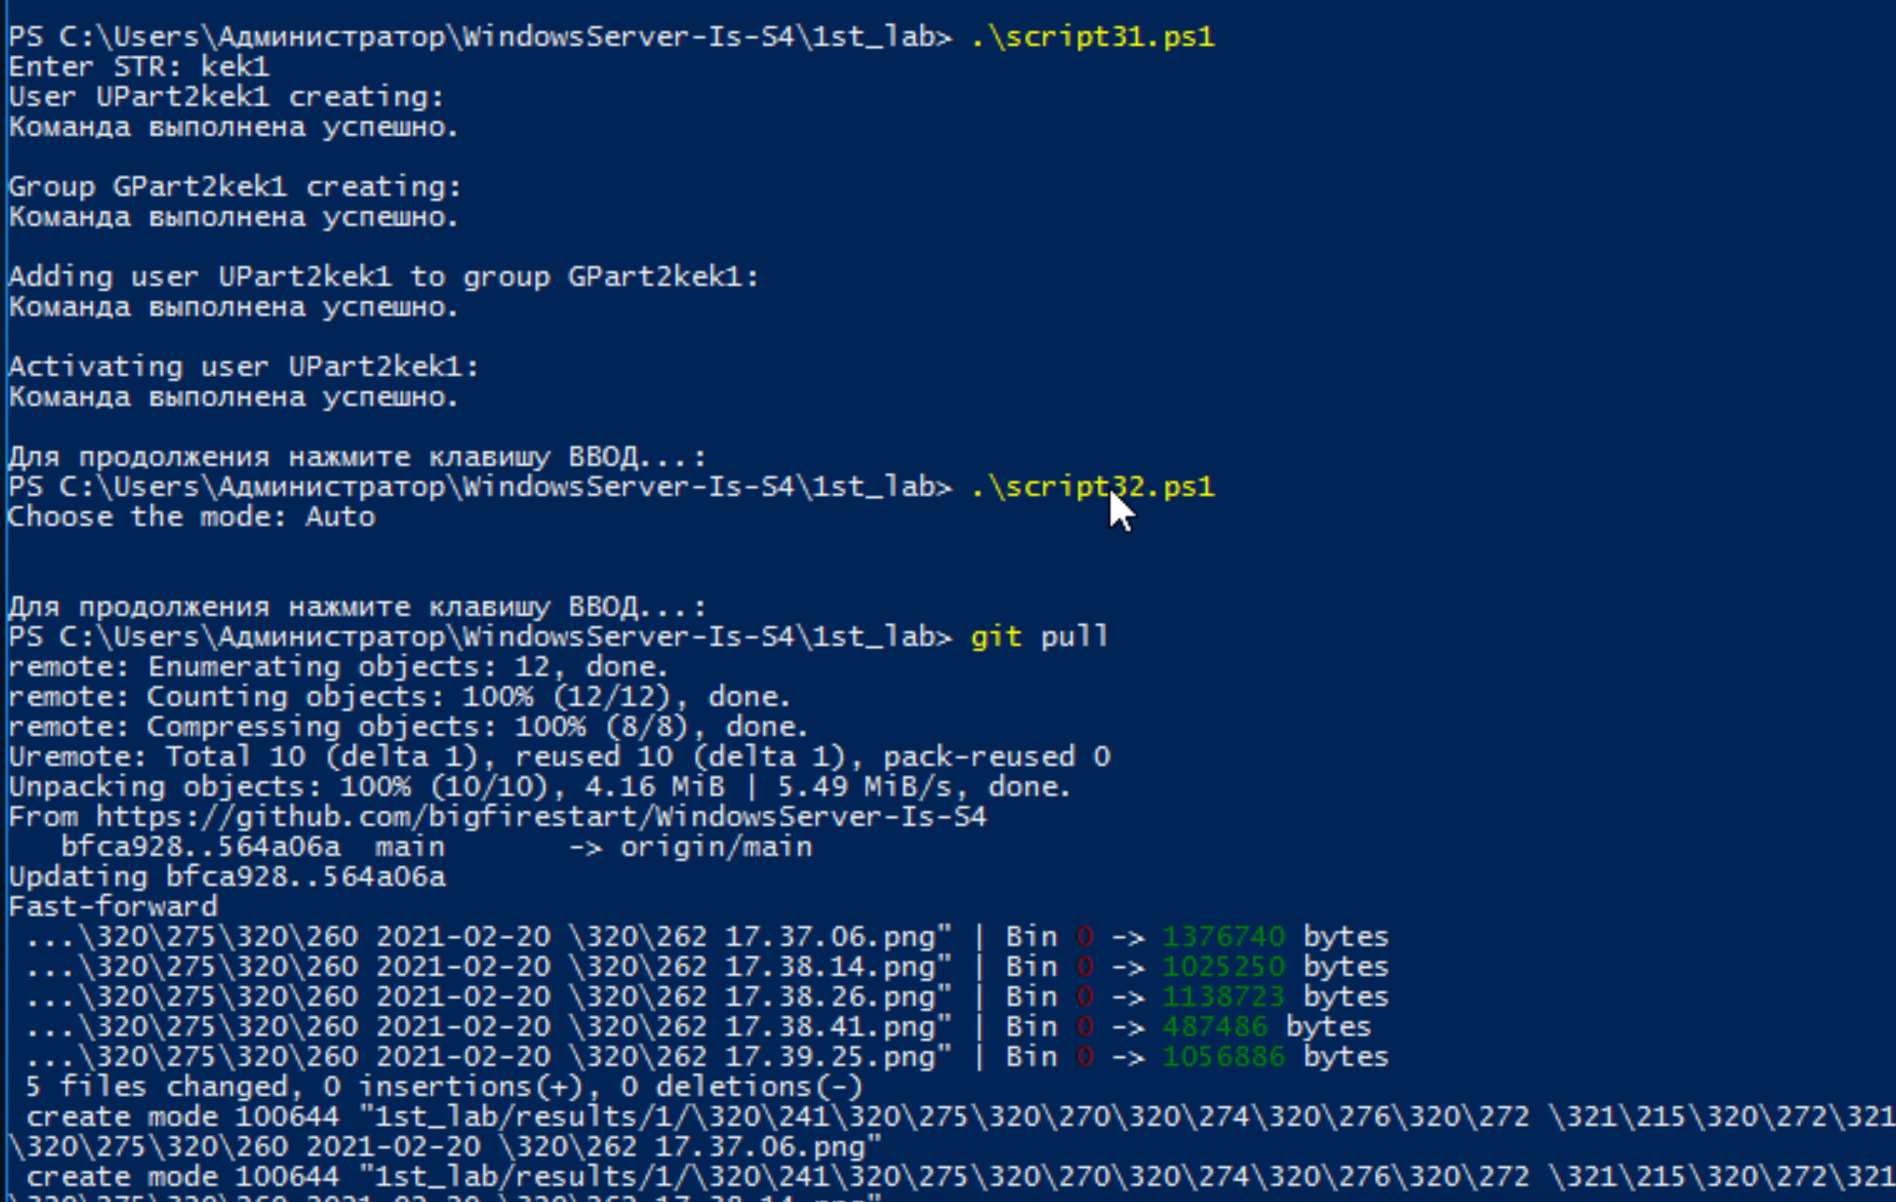 PS C:\Users\Администратор\WindowsServer-Is-S4\1st_lab> .\script31.ps1
Enter STR: kek1
User UPart2kek1 creating:
Команда выполнена успешно.
Group GPart2kek1 creating:
Команда выполнена успешно.
Adding user UPart2kek1 to group GPart2kek1:
Команда выполнена успешно.
Activating user UPart2kek1:
Команда выполнена успешно.
Для продолжения нажмите клавишу ВВОД...:
PS C:\Users\Администратор\WindowsServer-Is-S4\1st_lab> .\script32.ps1
Choose the mode: Auto
Для продолжения нажмите клавишу ВВОД...:
PS C:\Users\Администратор\WindowsServer-Is-S4\1st_lab> git pull
remote: Enumerating objects: 12, done.
remote: Counting objects: 100% (12/12), done.
remote: Compressing objects: 100% (8/8), done.
Uremote: Total 10 (delta 1), reused 10 (delta 1), pack-reused 0
Unpacking objects: 100% (10/10), 4.16 MiB | 5.49 MiB/s, done.
From https://github.com/bigfirestart/WindowsServer-Is-S4
   bfca928..564a06a  main       -> origin/main
Updating bfca928..564a06a
Fast-forward
 ...\320\275\320\260 2021-02-20 \320\262 17.37.06.png" | Bin 0 -> 1376740 bytes
 ...\320\275\320\260 2021-02-20 \320\262 17.38.14.png" | Bin 0 -> 1025250 bytes
 ...\320\275\320\260 2021-02-20 \320\262 17.38.26.png" | Bin 0 -> 1138723 bytes
 ...\320\275\320\260 2021-02-20 \320\262 17.38.41.png" | Bin 0 -> 487486 bytes
 ...\320\275\320\260 2021-02-20 \320\262 17.39.25.png" | Bin 0 -> 1056886 bytes
 5 files changed, 0 insertions(+), 0 deletions(-)
 create mode 100644 "1st_lab/results/1/\320\241\320\275\320\270\320\274\320\276\320\272 \321\215\320\272\321
\320\275\320\260 2021-02-20 \320\262 17.37.06.png"
 create mode 100644 "1st_lab/results/1/\320\241\320\275\320\270\320\274\320\276\320\272 \321\215\320\272\321
\320\275\320\260 2021-02-20 \320\262 17.38.14.png"